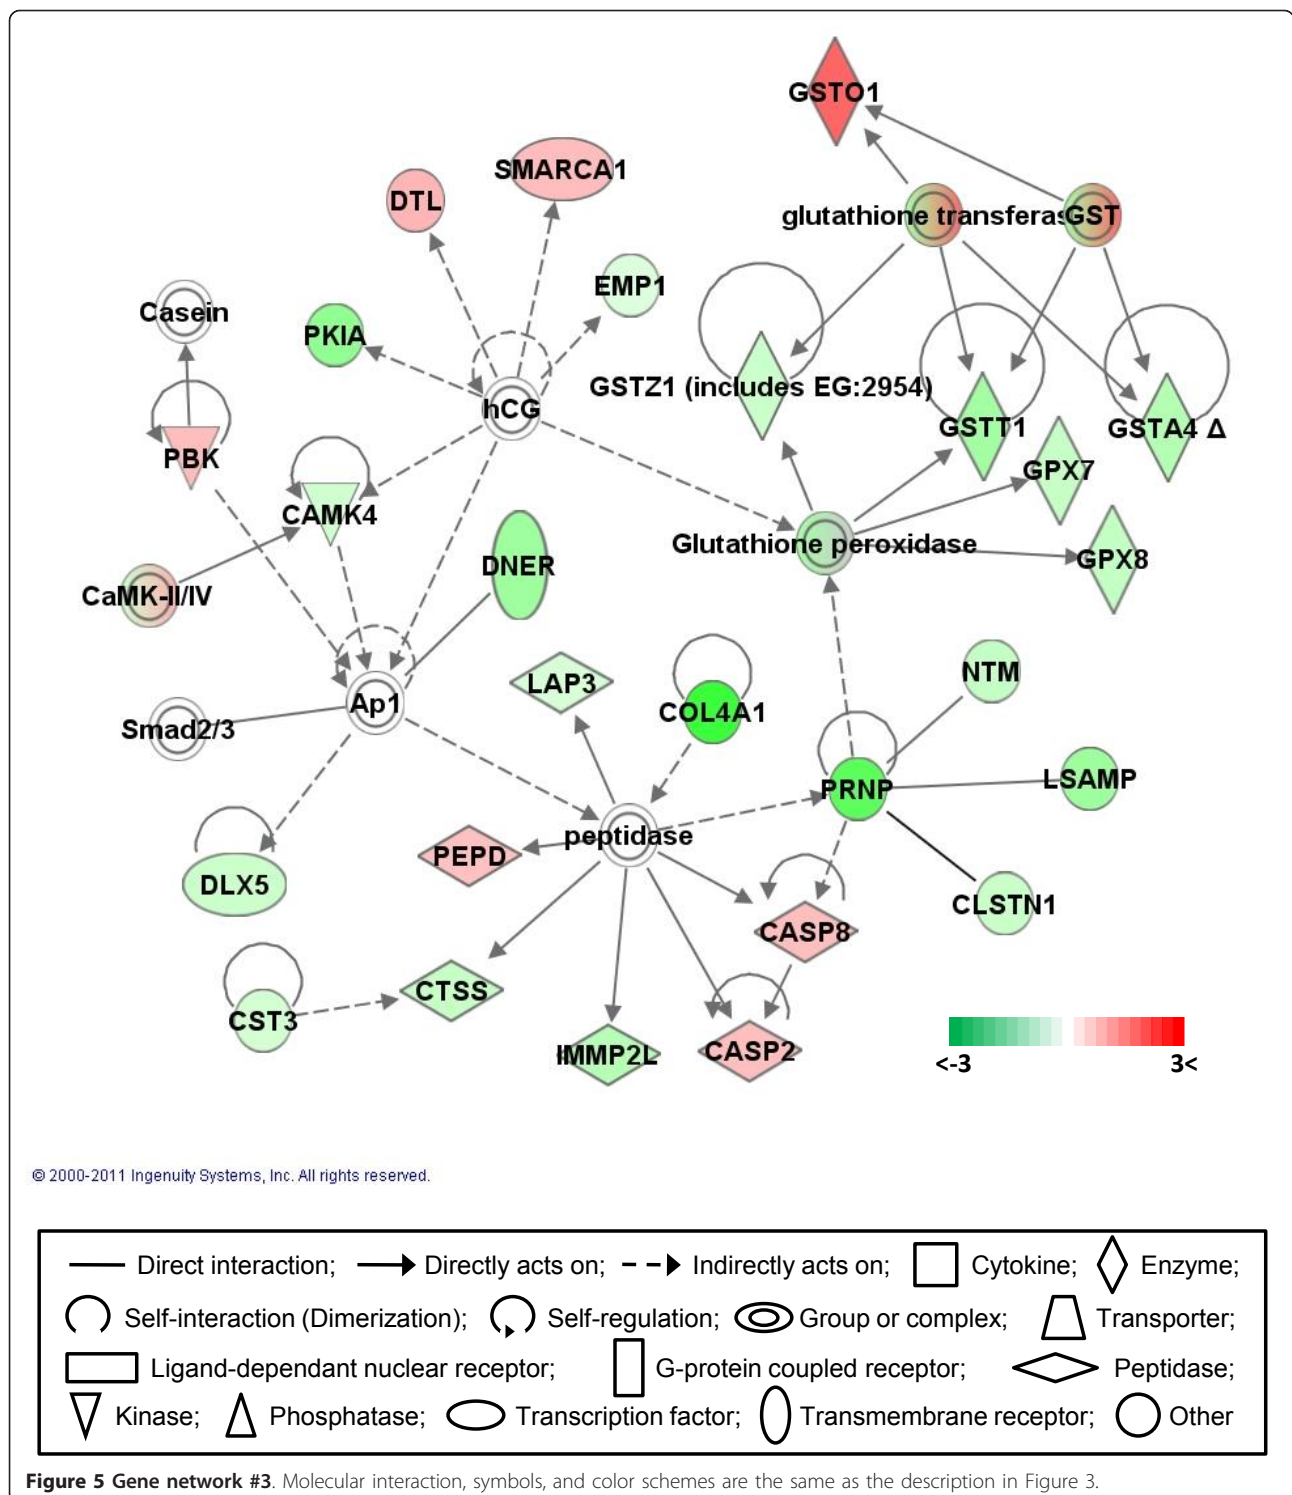 GSTO1
SMARCA1
DTL
glutathione transferas
GST
EMP1
Casein
PKIA
GSTZ1 (includes EG:2954)
hCG
GSTT1
GSTA4 Δ
PBK
GPX7
CAMK4
Glutathione peroxidase
GPX8
DNER
CaMK-II/IV
NTM
LAP3
Ap1
COL4A1
Smad2/3
LSAMP
PRNP
peptidase
PEPD
DLX5
CLSTN1
CASP8
CTSS
CST3
IMMP2L
CASP2
<-3 3<
© 2000-2011 Ingenuity Systems, Inc. All rights reserved.
Direct interaction; Directly acts on; Indirectly acts on; Cytokine; Enzyme;
Self-interaction (Dimerization); Self-regulation; Group or complex; Transporter;
Ligand-dependant nuclear receptor; G-protein coupled receptor; Peptidase;
Kinase; Phosphatase; Transcription factor; Transmembrane receptor; Other
Figure 5 Gene network #3. Molecular interaction, symbols, and color schemes are the same as the description in Figure 3.